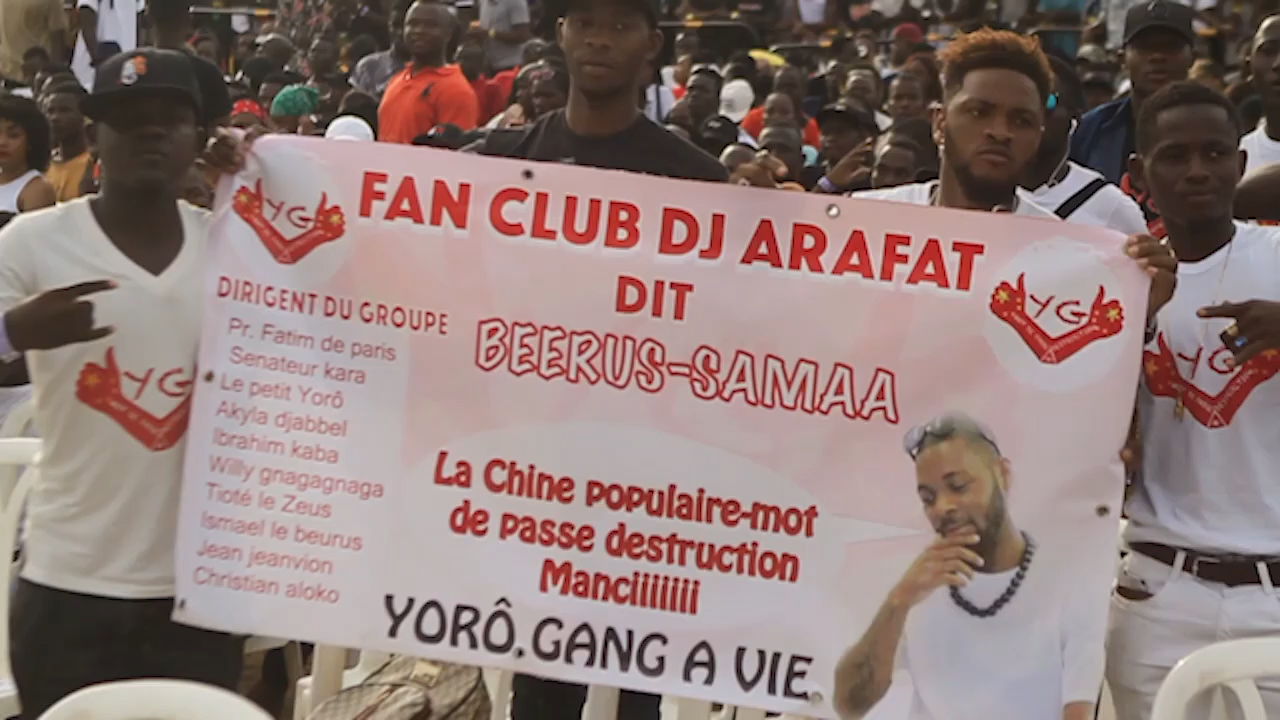 FAN CLUB DJ ARAFAT
DIT
BEERUS-SAMAA
YG
YG
DIRIGENT DU GROUPE
Pr. Fatim de paris
Senateur kara
Le petit Yorô
Akyla djabbel
Ibrahim kaba
Willy gnagagnaga
Tioté le Zeus
Ismael le beurus
Jean jeanvion
Christian aloko
La Chine populaire-mot
de passe destruction
Manciiiiiii
YORÔ.GANG A VIE.
YG
YG